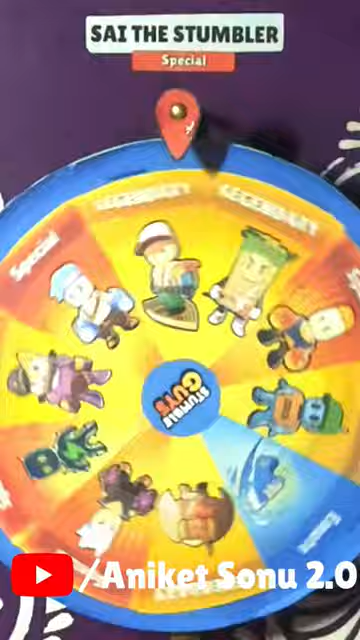 SAI THE STUMBLER
Special
LEGENDARY
LEGENDARY
Special
STUMBLE
GUYS
/Aniket Sonu 2.0